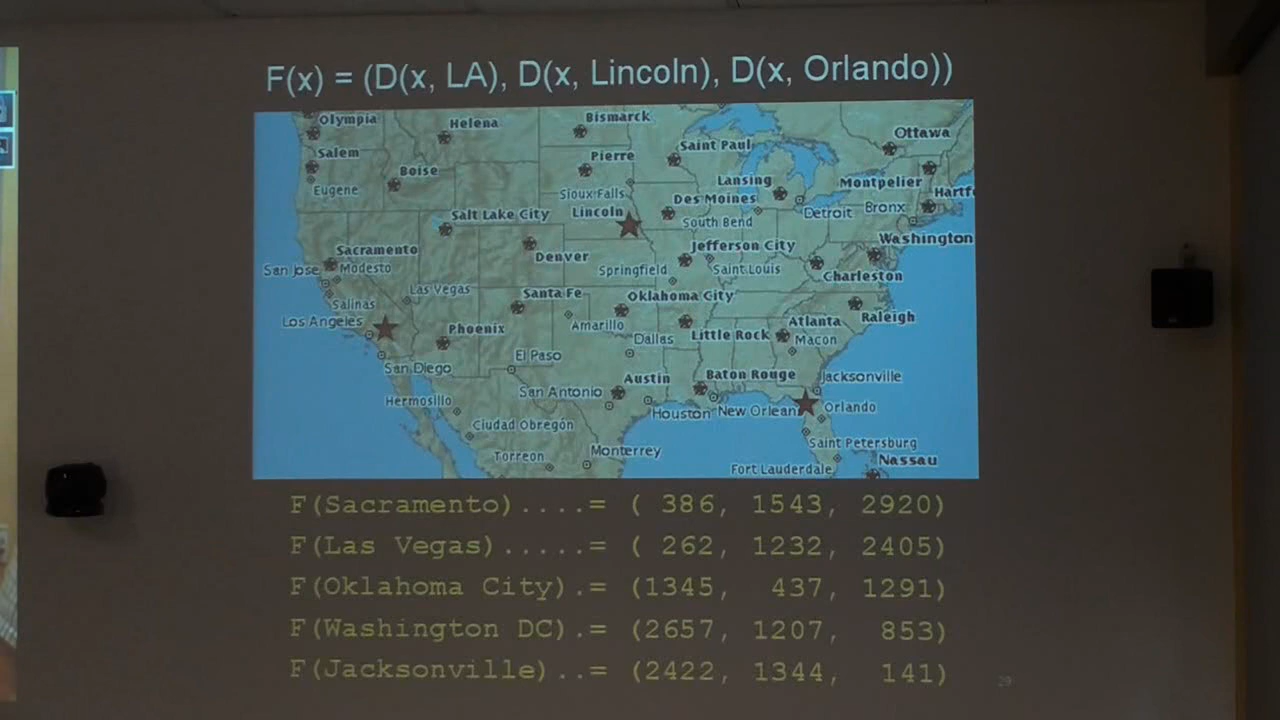 F(x) = (D(x, LA), D(x, Lincoln), D(x, Orlando))
Olympia
Helena
Bismarck
Ottawa
Salem
Boise
Pierre
Saint Paul
Eugene
Sioux Falls
Lansing
Montpelier
Hartf
Salt Lake City
Lincoln
Des Moines
South Bend
Detroit
Bronx
Sacramento
Denver
Jefferson City
Washington
San Jose
Modesto
Springfield
Saint Louis
Charleston
Salinas
Las Vegas
Santa Fe
Oklahoma City
Raleigh
Los Angeles
Phoenix
Amarillo
Little Rock
Atlanta
Dallas
Macon
San Diego
El Paso
Austin
Baton Rouge
Jacksonville
Hermosillo
San Antonio
Houston
New Orlean
Orlando
Ciudad Obregón
Torreon
Monterrey
Saint Petersburg
Fort Lauderdale
Nassau
F(Sacramento)....= ( 386, 1543, 2920)
F(Las Vegas).....= ( 262, 1232, 2405)
F(Oklahoma City).= (1345, 437, 1291)
F(Washington DC).= (2657, 1207, 853)
F(Jacksonville)..= (2422, 1344, 141)
29